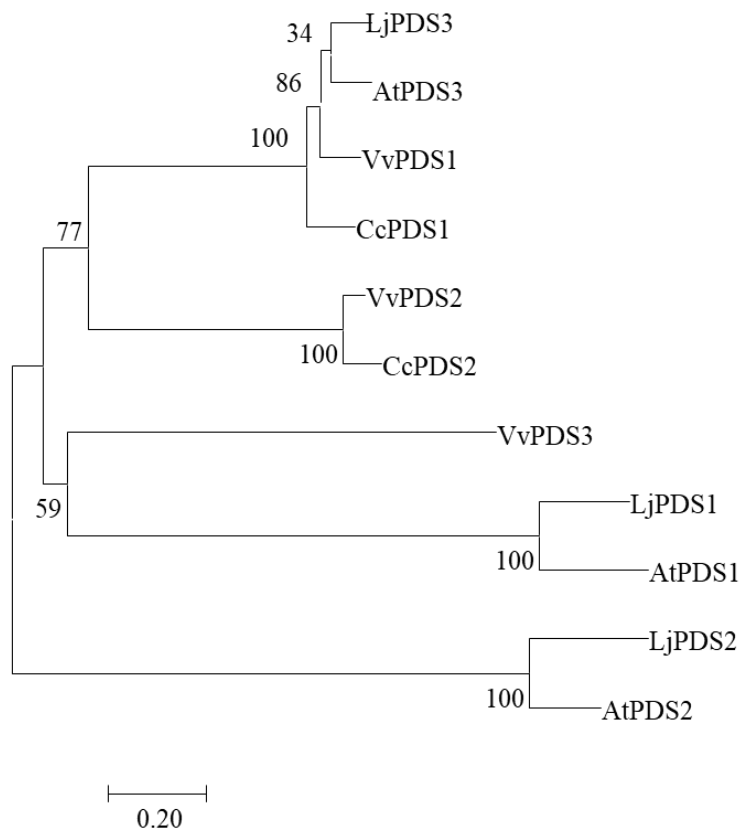 LjPDS3
34
AtPDS3
86
100
VvPDS1
CcPDS1
77
VvPDS2
100
CcPDS2
VvPDS3
59
LjPDS1
100
AtPDS1
LjPDS2
100
AtPDS2
0.20